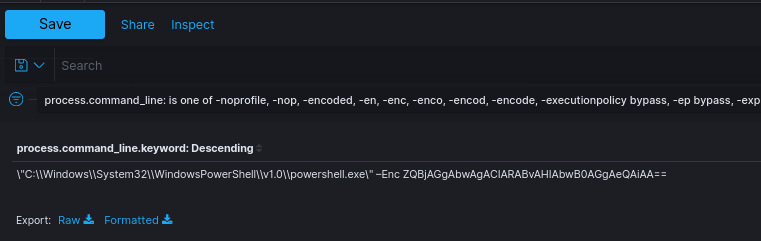 Save Share Inspect
Search
process.command_line: is one of -noprofile, -nop, -encoded, -en, -enc, -enco, -encod, -encode, -executionpolicy bypass, -ep bypass, -exp
process.command_line.keyword: Descending
\"C:\\Windows\\System32\\WindowsPowerShell\\v1.0\\powershell.exe\" –Enc ZQBjAGgAbwAgACIARABvAHIAbwB0AGgAeQAiAA==
Export: Raw Formatted